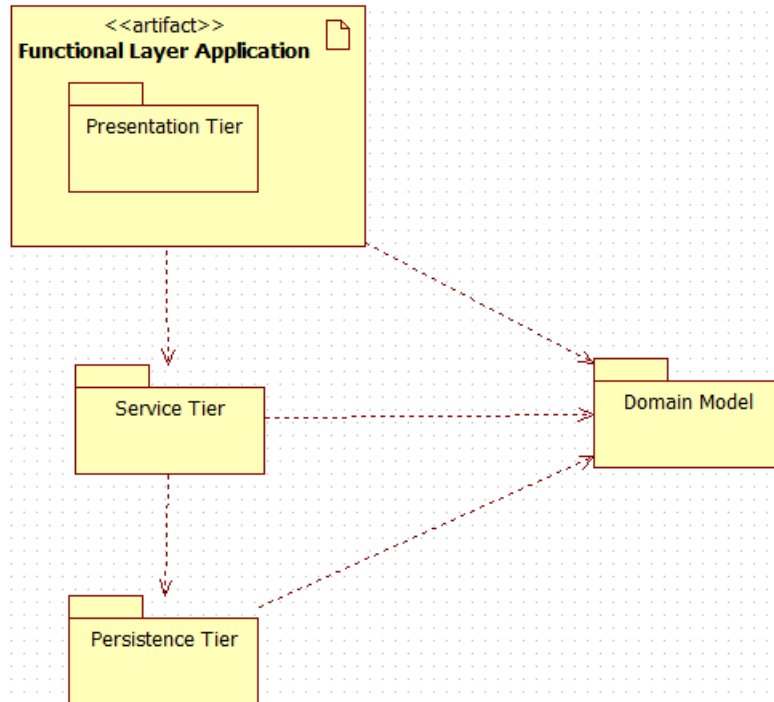 <<artifact>>
Functional Layer Application
Presentation Tier
Service Tier
Domain Model
Persistence Tier